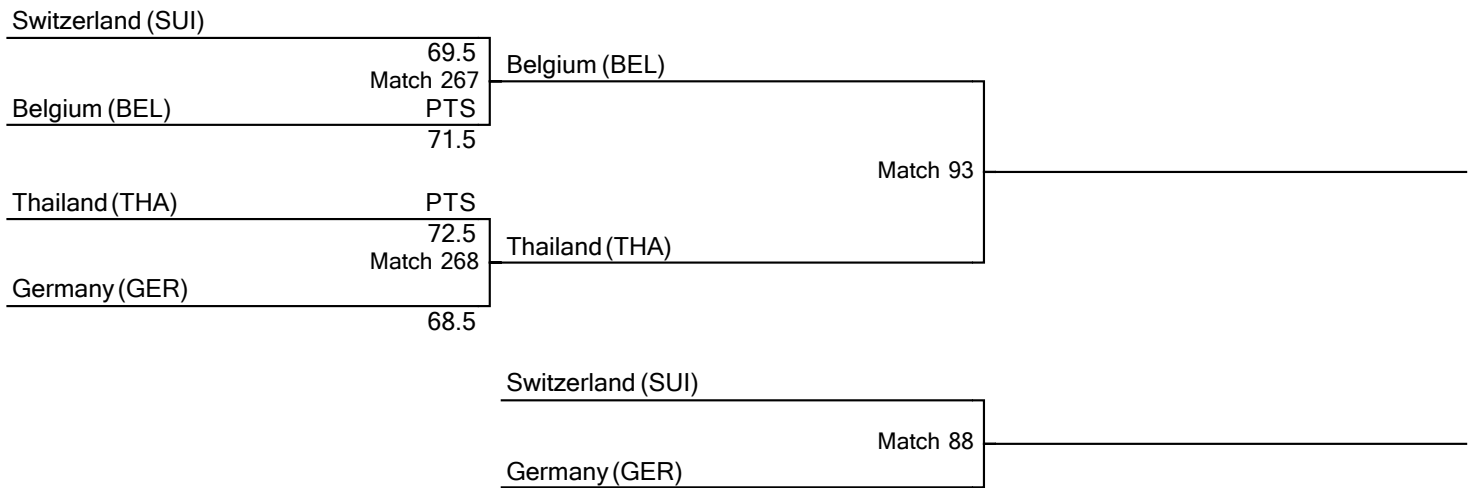 Switzerland (SUI)
69.5
Match 267
Belgium (BEL)
Belgium (BEL) PTS
71.5
Match 93
Thailand (THA) PTS
72.5
Match 268
Thailand (THA)
Germany (GER)
68.5
Switzerland (SUI)
Match 88
Germany (GER)